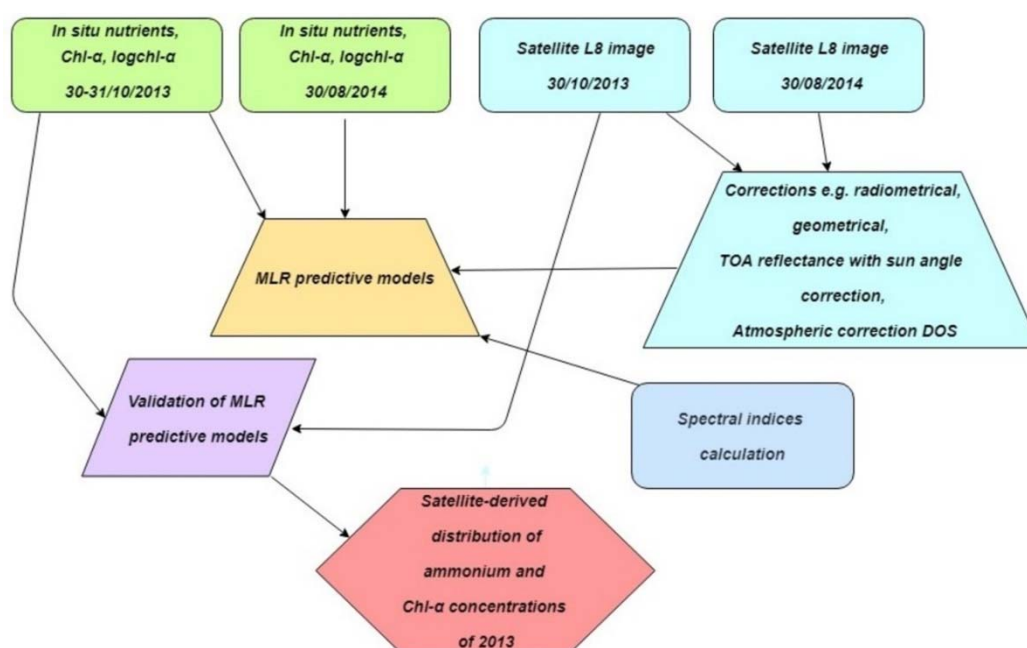 In situ nutrients,
Chl-α, logchl-α
30-31/10/2013
In situ nutrients,
Chl-α, logchl-α
30/08/2014
Satellite L8 image
30/10/2013
Satellite L8 image
30/08/2014
Corrections e.g. radiometrical,
geometrical,
TOA reflectance with sun angle
correction,
Atmospheric correction DOS
MLR predictive models
Validation of MLR
predictive models
Spectral indices
calculation
Satellite-derived
distribution of
ammonium and
Chl-α concentrations
of 2013